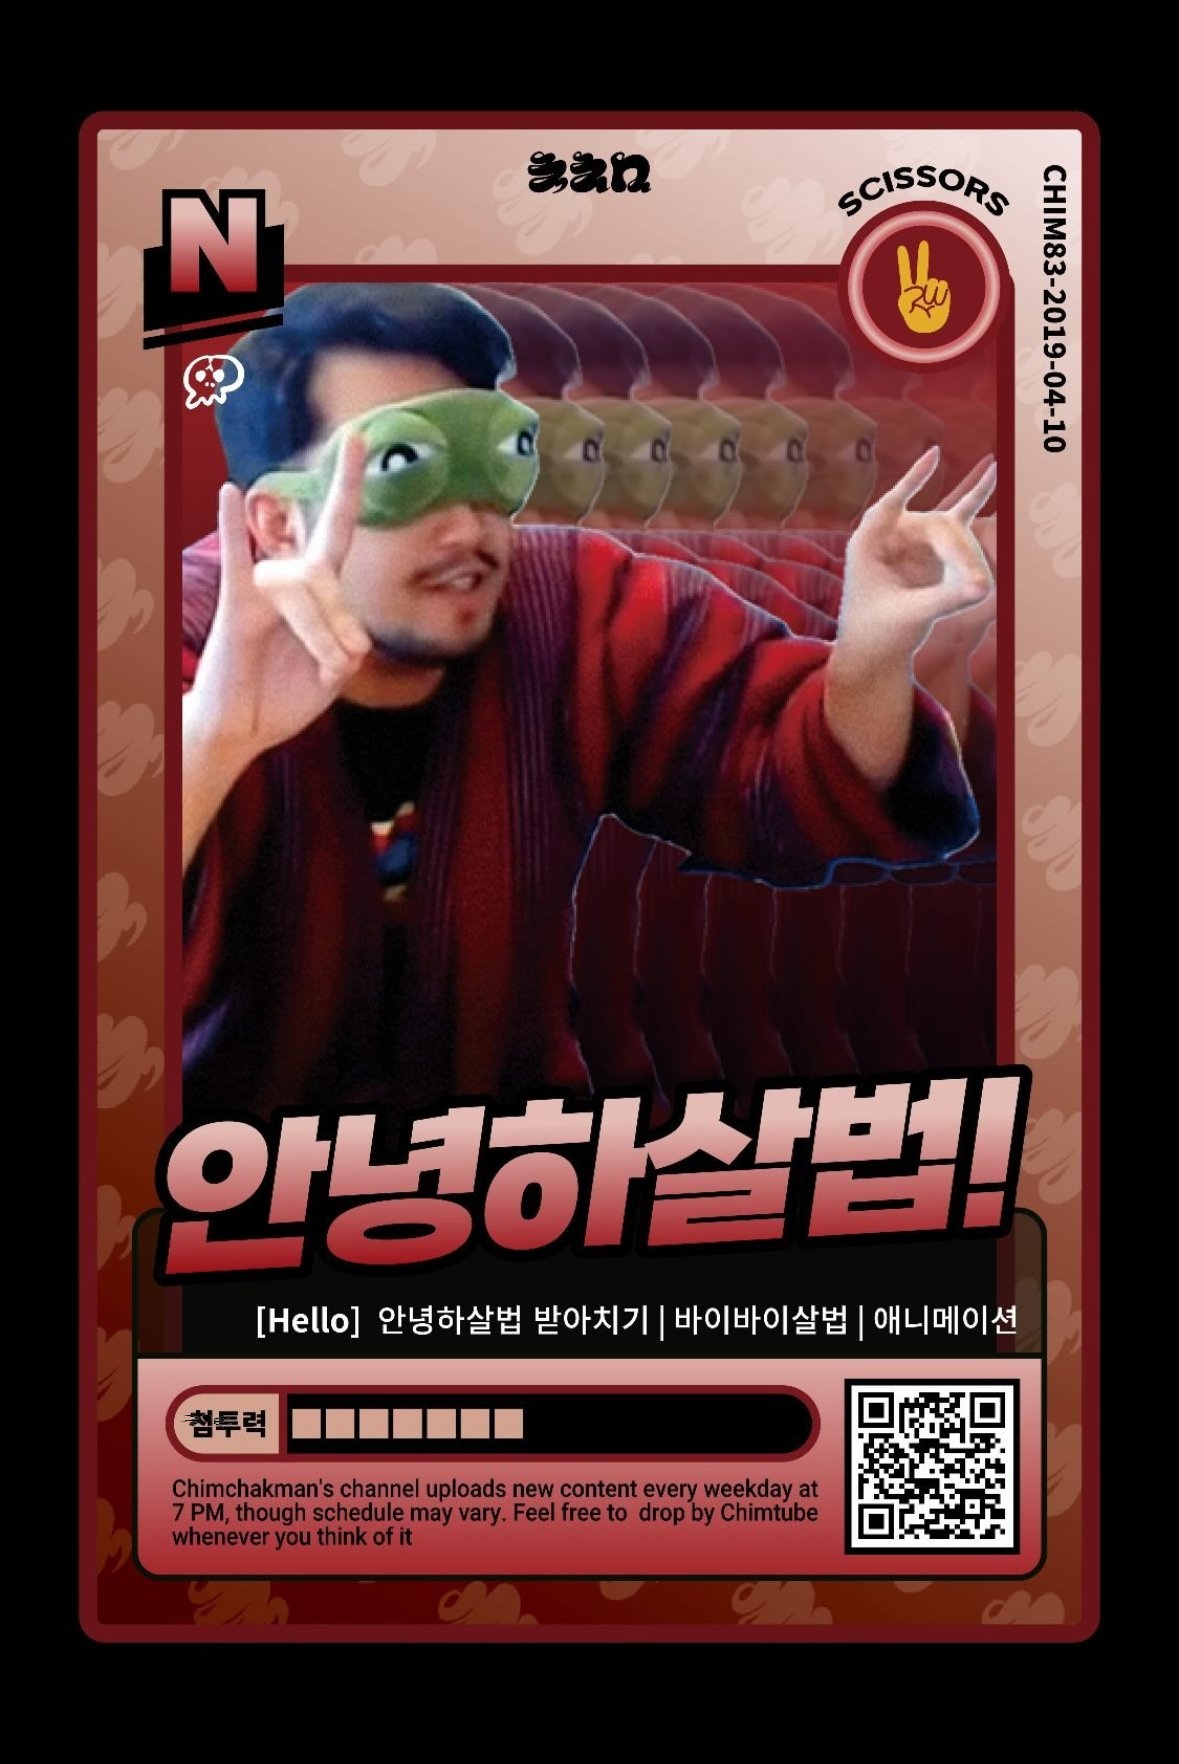 N
SCISSORS
CHIM83-2019-04-10
안녕하살법!
[Hello] 안녕하살법 받아치기 | 바이바이살법 | 애니메이션
침투력
Chimchakman's channel uploads new content every weekday at
7 PM, though schedule may vary. Feel free to drop by Chimtube
whenever you think of it